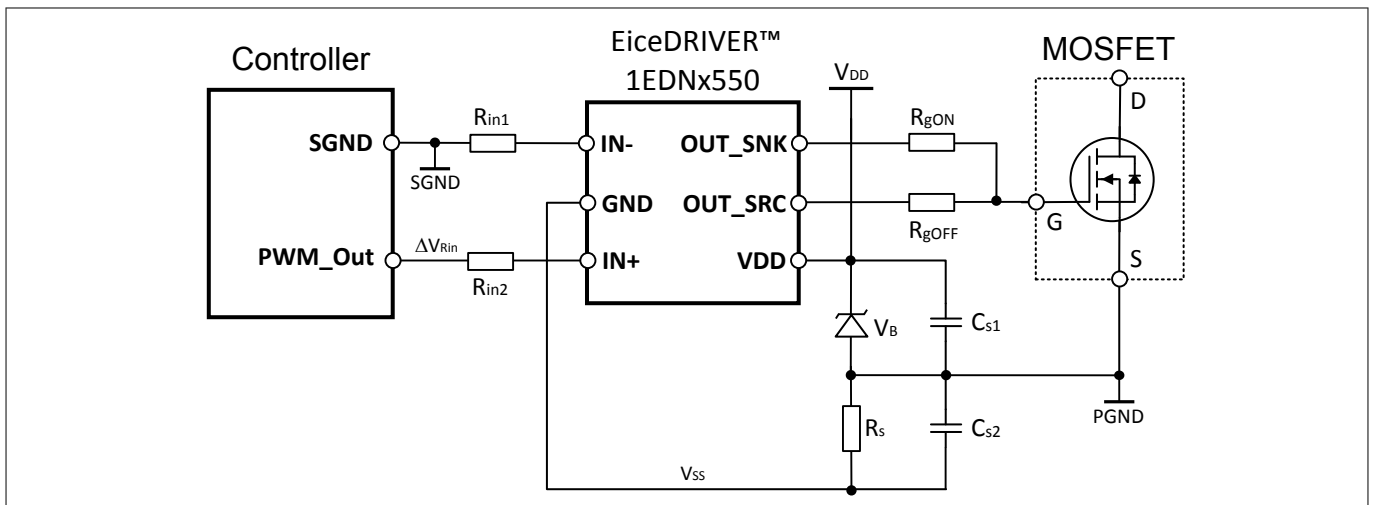 EiceDRIVER™
1EDNx550
Controller
MOSFET
VDD
D
Rin1
RgON
SGND
IN-
OUT_SNK
SGND
GND
OUT_SRC
G
RgOFF
ΔVRin
PWM_Out
IN+
VDD
S
Rin2
VB
Cs1
PGND
Rs
Cs2
VSS